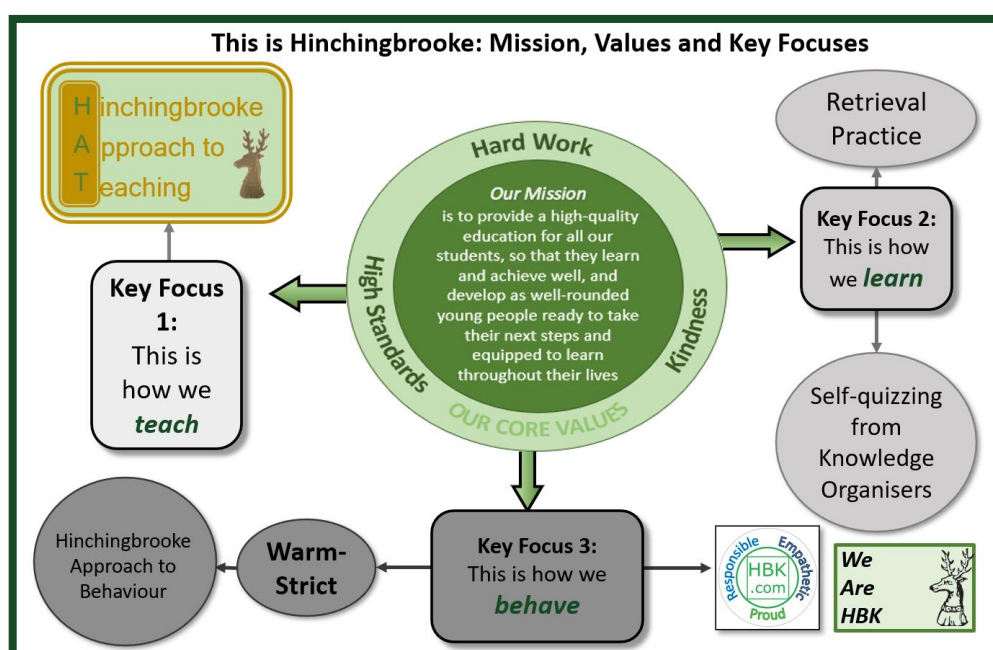 This is Hinchingbrooke: Mission, Values and Key Focuses
Hinchingbrooke
Approach to
Teaching
Key Focus
1:
This is
how we
teach
Hard Work
High Standards
Kindness
OUR CORE VALUES
Our Mission
is to provide a high-quality
education for all our
students, so that they learn
and achieve well, and
develop as well-rounded
young people ready to take
their next steps and
equipped to learn
throughout their lives
Retrieval
Practice
Key Focus 2:
This is how
we learn
Self-quizzing
from
Knowledge
Organisers
Key Focus 3:
This is how we
behave
Warm-
Strict
Hinchingbrooke
Approach to
Behaviour
Responsible
Empathetic
HBK
.com
Proud
We
Are
HBK